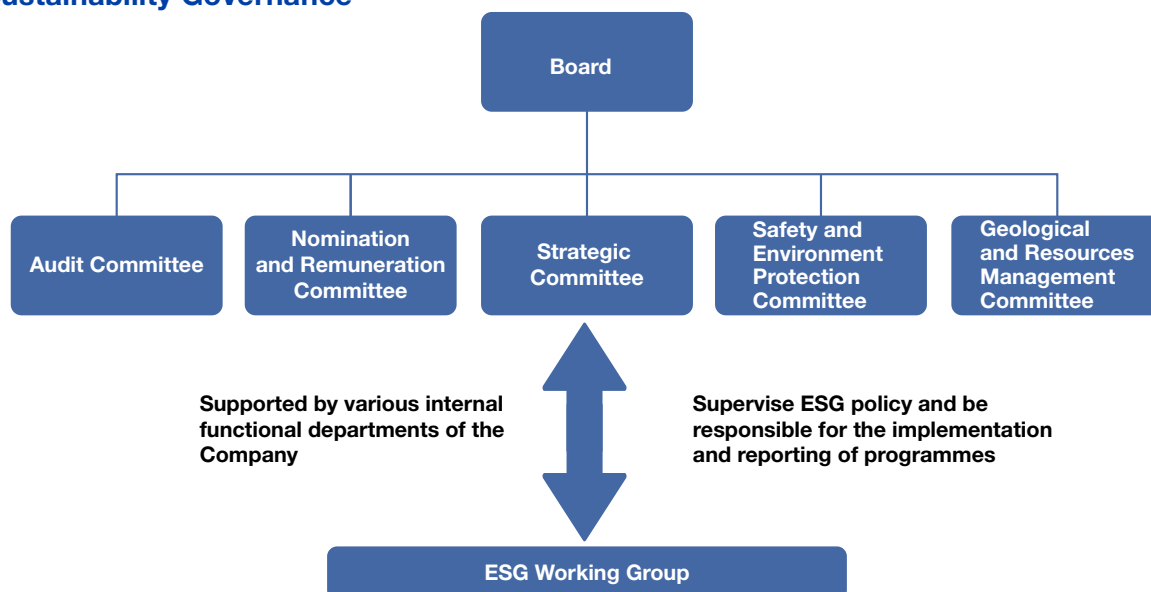 Sustainability Governance
Board
Audit Committee
Nomination
and Remuneration
Committee
Strategic
Committee
Safety and
Environment
Protection
Committee
Geological
and Resources
Management
Committee
Supported by various internal
functional departments of the
Company
Supervise ESG policy and be
responsible for the implementation
and reporting of programmes
ESG Working Group